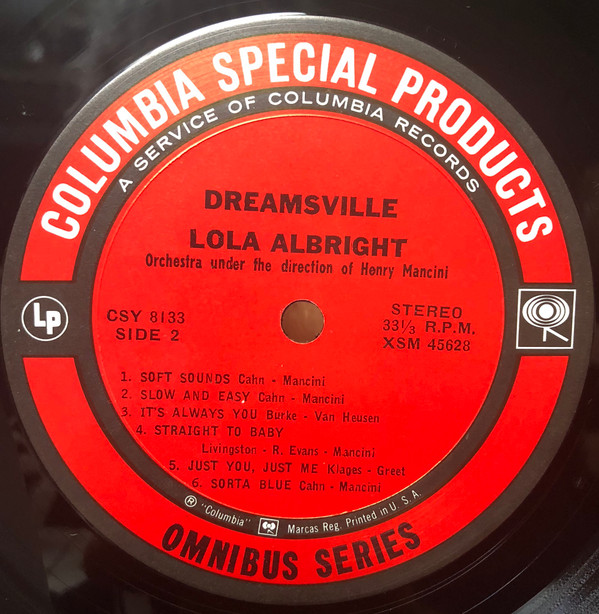 COLUMBIA SPECIAL PRODUCTS
A SERVICE OF COLUMBIA RECORDS
DREAMSVILLE
LOLA ALBRIGHT
Orchestra under the direction of Henry Mancini
Lp
CSY 8133
SIDE 2
STEREO
33⅓ R.P.M.
XSM 45628
1. SOFT SOUNDS Cahn - Mancini
2. SLOW AND EASY Cahn - Mancini
3. IT'S ALWAYS YOU Burke - Van Heusen
4. STRAIGHT TO BABY
Livingston - R. Evans - Mancini
5. JUST YOU, JUST ME Klages - Greet
6. SORTA BLUE Cahn - Mancini
® "Columbia" Marcas Reg. Printed in U. S. A.
OMNIBUS SERIES